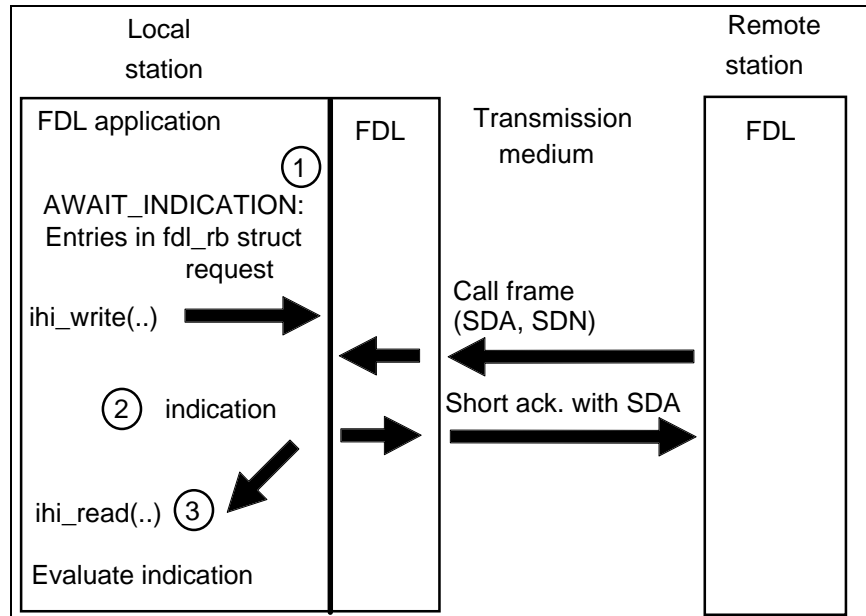 Local
station
Remote
station
FDL application
FDL
Transmission
medium
FDL
1
AWAIT_INDICATION:
Entries in fdl_rb struct
request
ihi_write(..)
Call frame
(SDA, SDN)
2 indication
Short ack. with SDA
ihi_read(..) 3
Evaluate indication